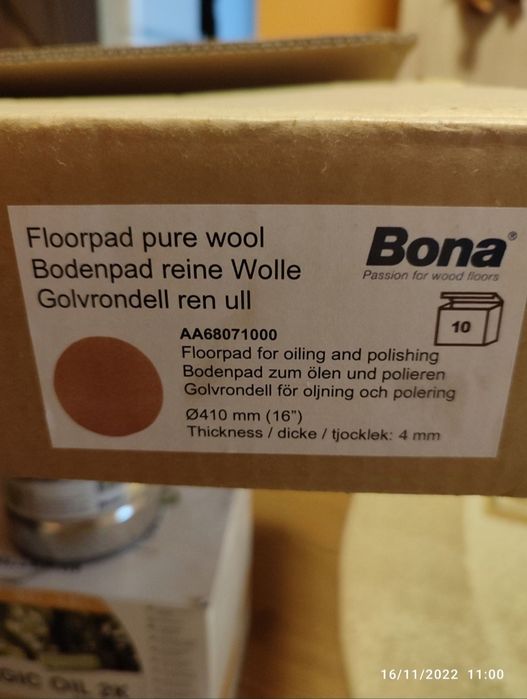 Floorpad pure wool
Bodenpad reine Wolle
Golvrondell ren ull
Bona®
Passion for wood floors
10
AA68071000
Floorpad for oiling and polishing
Bodenpad zum ölen und polieren
Golvrondell för oljning och polering
Ø410 mm (16”)
Thickness / dicke / tjocklek: 4 mm
GIC OIL 2K
16/11/2022 11:00